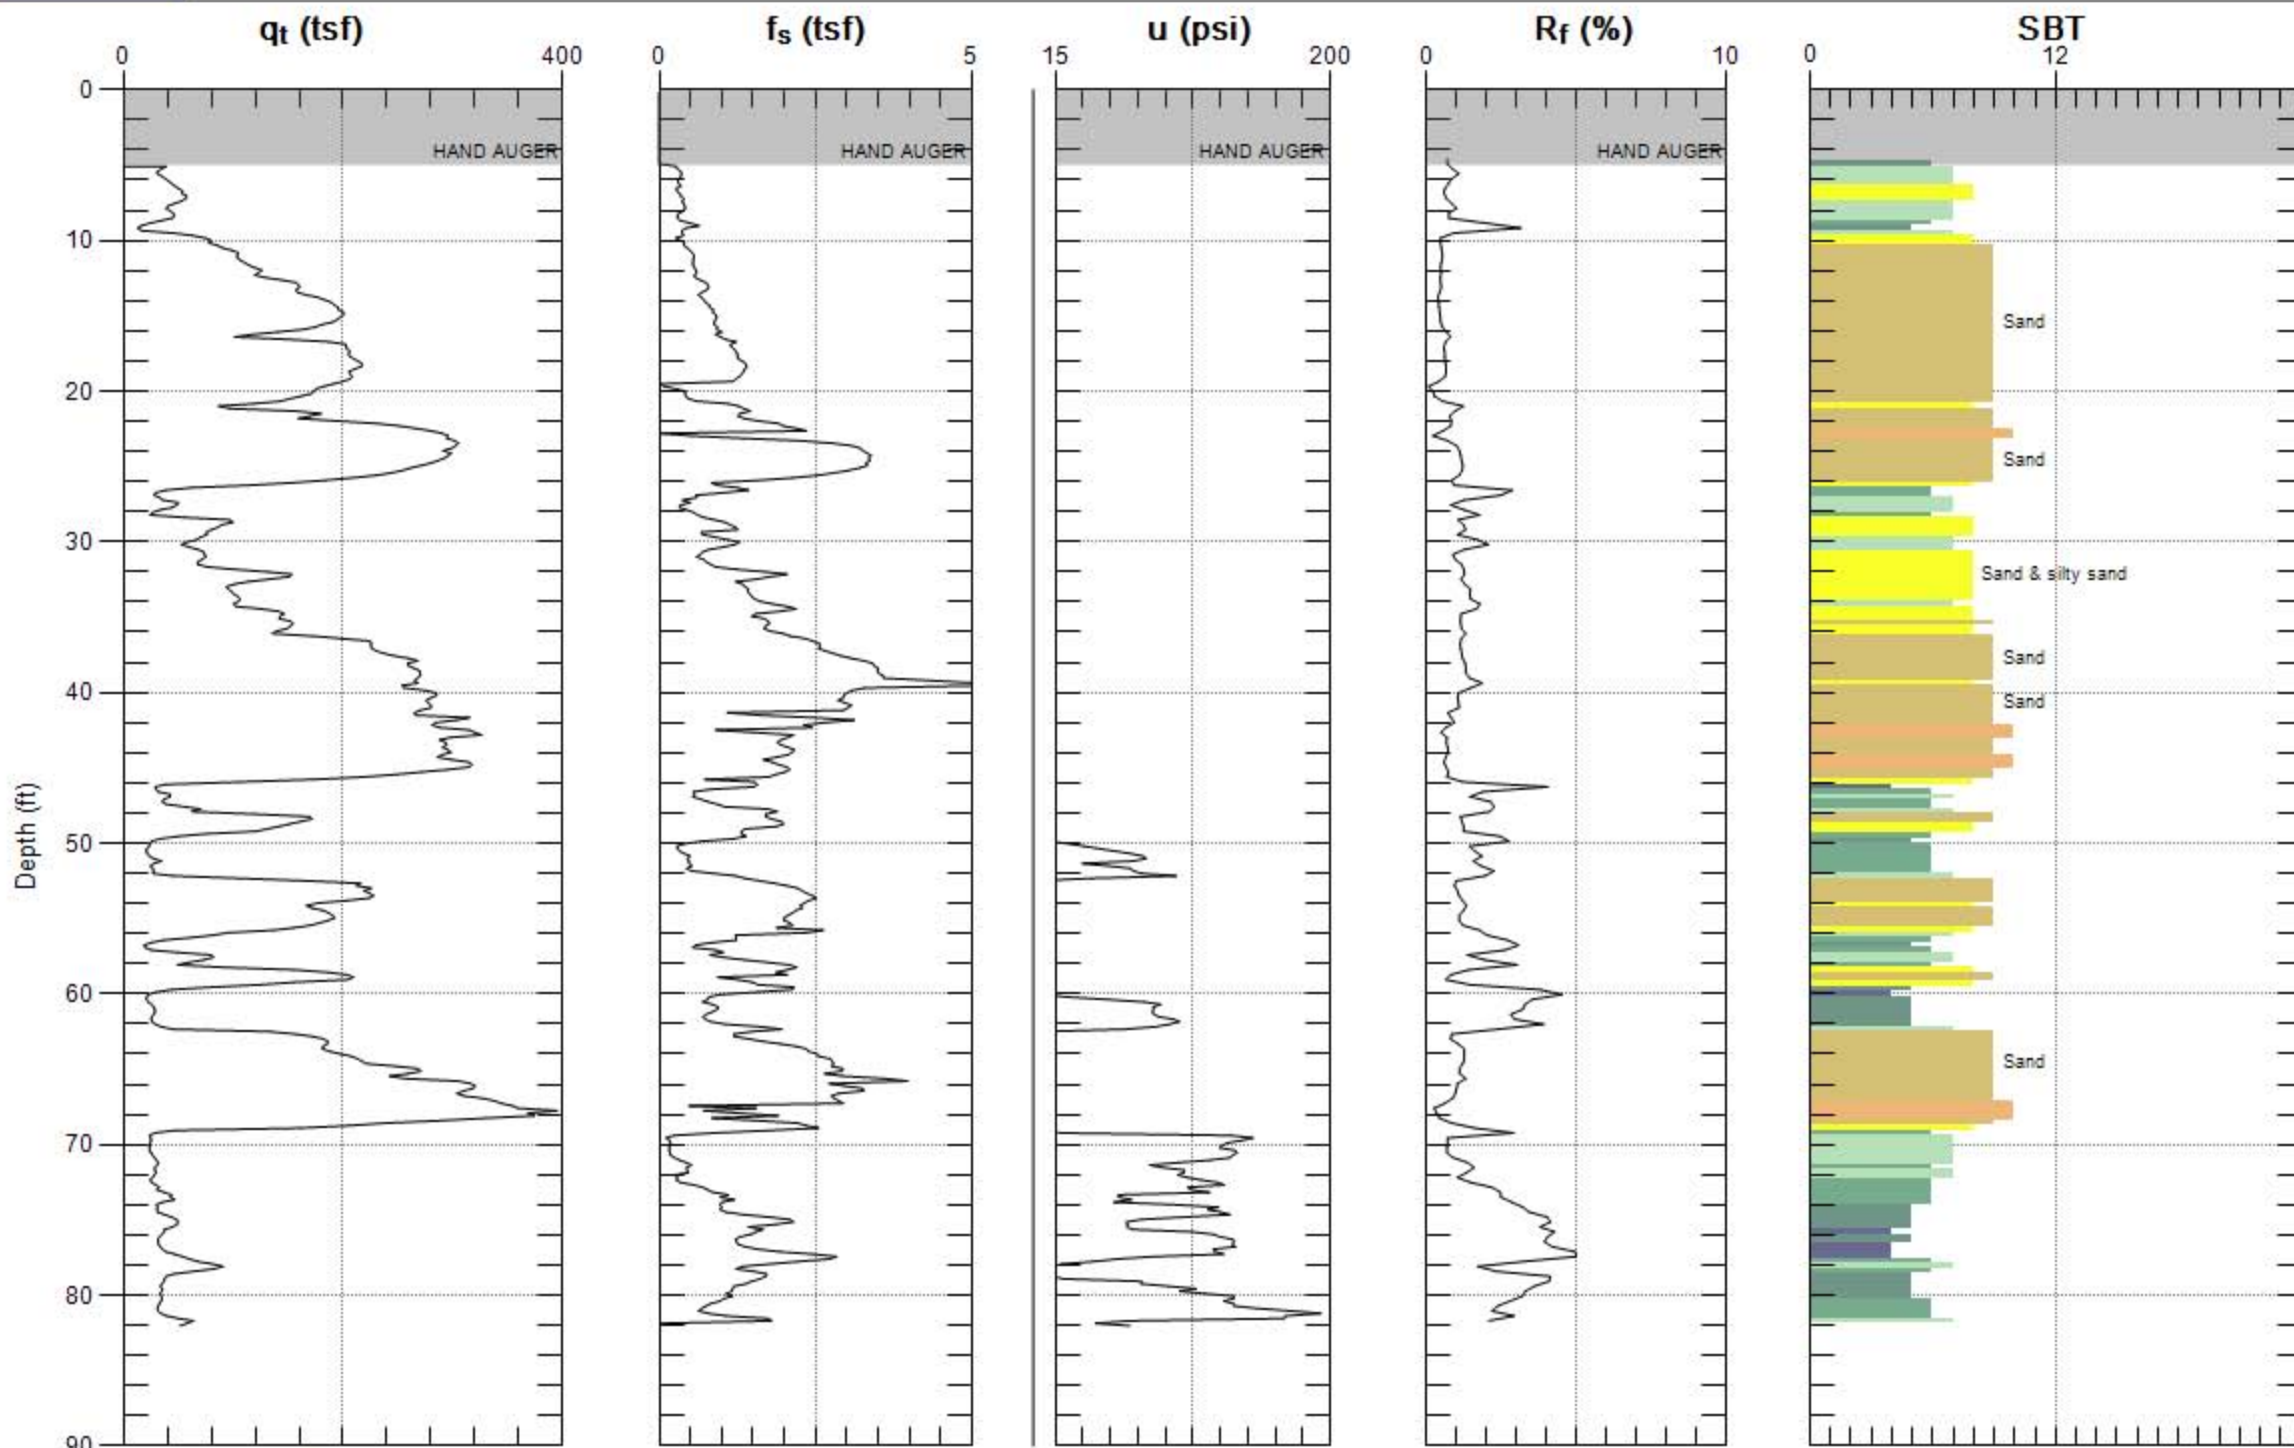 qt (tsf) fs (tsf) u (psi) Rf (%) SBT
0 400 0 5 15 200 0 10 0 12
0
HAND AUGER HAND AUGER HAND AUGER HAND AUGER
10
Sand
20
Sand
30
Sand & silty sand
Sand
40
Sand
50
Depth (ft)
60
Sand
70
80
90